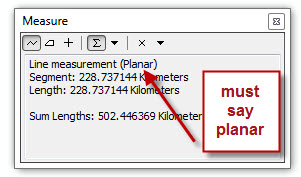 Measure
Line measurement (Planar)
Segment: 228.737144 Kilometers
Length: 228.737144 Kilometers
Sum Lengths: 502.446369 Kilometer
must
say
planar